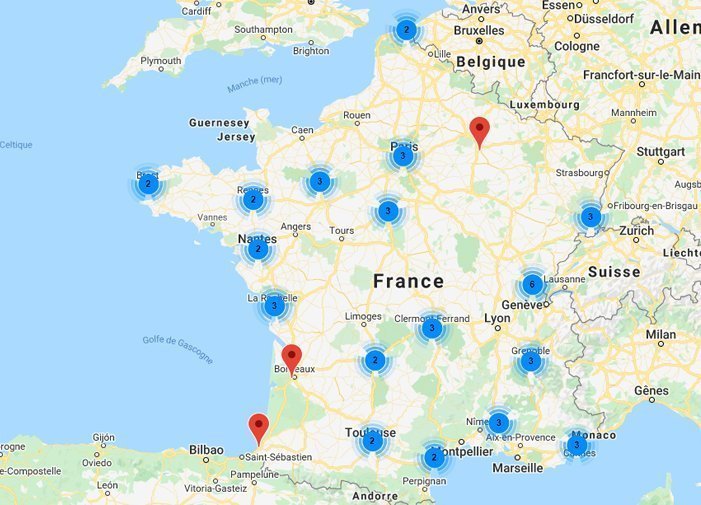 Cardiff
Anvers
Essen
Düsseldorf
Southampton
2
Bruxelles
Allen
Brighton
Lille
Cologne
Plymouth
Belgique
Francfort-sur-le-Main
Manche (mer)
Luxembourg
Rouen
Mannheim
Guernesey
Jersey
Caen
Celtique
Paris
3
Stuttgart
Strasbourg
2
3
Augsb
Rennes
2
Fribourg-en-Brisgau
Vannes
3
3
Angers
Tours
Zurich
Nantes
2
Liechte
Suisse
France
6
Lausanne
La Rochelle
3
Genève
Limoges
Clermont-Ferrand
3
Lyon
Milan
Golfe de Gascogne
Grenoble
3
2
Bordeaux
Gênes
Nîmes
3
Toulouse
2
Aix-en-Provence
Monaco
3
Cannes
Gijón
Bilbao
Saint-Sébastien
Montpellier
2
Marseille
Oviedo
e-Compostelle
Pampelune
Perpignan
León
Vitoria-Gasteiz
Andorre